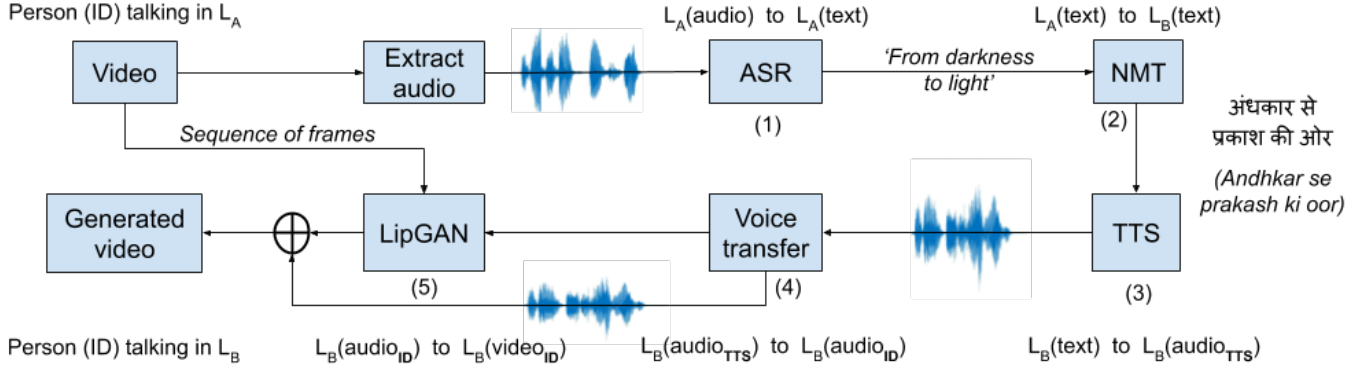 Person (ID) talking in L_A
L_A(audio) to L_A(text)
L_A(text) to L_B(text)
Video
Extract
audio
ASR
'From darkness
to light'
NMT
(1)
(2)
अंधकार से
प्रकाश की ओर
(Andhkar se
prakash ki oor)
Sequence of frames
Generated
video
LipGAN
Voice
transfer
TTS
(5)
(4)
(3)
Person (ID) talking in L_B
L_B(audio_ID) to L_B(video_ID)
L_B(audio_TTS) to L_B(audio_ID)
L_B(text) to L_B(audio_TTS)